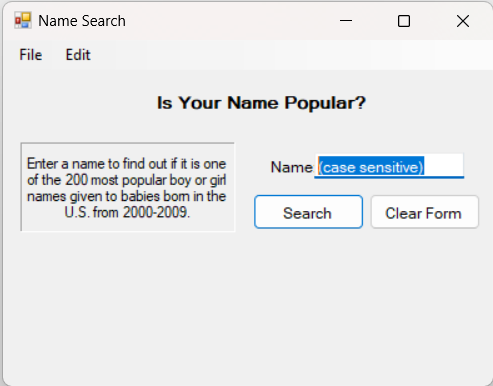 Name Search
File Edit
Is Your Name Popular?
Enter a name to find out if it is one
of the 200 most popular boy or girl
names given to babies born in the
U.S. from 2000-2009.
Name (case sensitive)
Search Clear Form